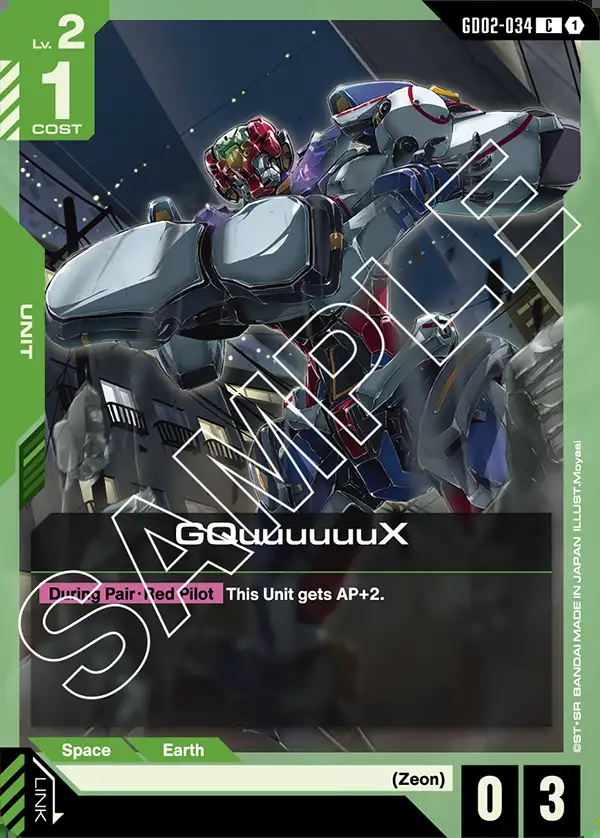 Lv. 2
1
COST
GD02-034 C 1
UNIT
SAMPLE
GQuuuuuuX
During Pair･Red Pilot This Unit gets AP+2.
©ST･SR BANDAI MADE IN JAPAN ILLUST.Moyasi
Space Earth
LINK
(Zeon)
0 3